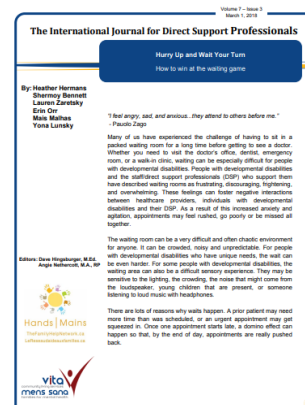 Volume 7 – Issue 3
March 1, 2018
The International Journal for Direct Support Professionals
Hurry Up and Wait Your Turn
How to win at the waiting game
By: Heather Hermans
Shermoy Bennett
Lauren Zaretsky
Erin Orr
Mais Malhas
Yona Lunsky
"I feel angry, sad, and anxious...they attend to others before me."
- Pauolo Zago
Many of us have experienced the challenge of having to sit in a
packed waiting room for a long time before getting to see a doctor.
Whether you need to visit the doctor's office, dentist, emergency
room, or a walk-in clinic, waiting can be especially difficult for people
with developmental disabilities. People with developmental disabilities
and the staff/direct support professionals (DSP) who support them
have described waiting rooms as frustrating, discouraging, frightening,
and overwhelming. These feelings can foster negative interactions
between healthcare providers, individuals with developmental
disabilities and their DSP. As a result of this increased anxiety and
agitation, appointments may feel rushed, go poorly or be missed all
together.
The waiting room can be a very difficult and often chaotic environment
for anyone. It can be crowded, noisy and unpredictable. For people
with developmental disabilities who have unique needs, the wait can
be even harder. For some people with developmental disabilities, the
waiting area can also be a difficult sensory experience. They may be
sensitive to the lighting, the crowding, the noise that might come from
the loudspeaker, young children that are present, or someone
listening to loud music with headphones.
There are lots of reasons why waits happen. A prior patient may need
more time than was scheduled, or an urgent appointment may get
squeezed in. Once one appointment starts late, a domino effect can
happen so that, by the end of day, appointments are really pushed
back.
Editors: Dave Hingsburger, M.Ed.
Angie Nethercott, M.A., RP
Hands|Mains
TheFamilyHelpsource.ca
vita
mens sana